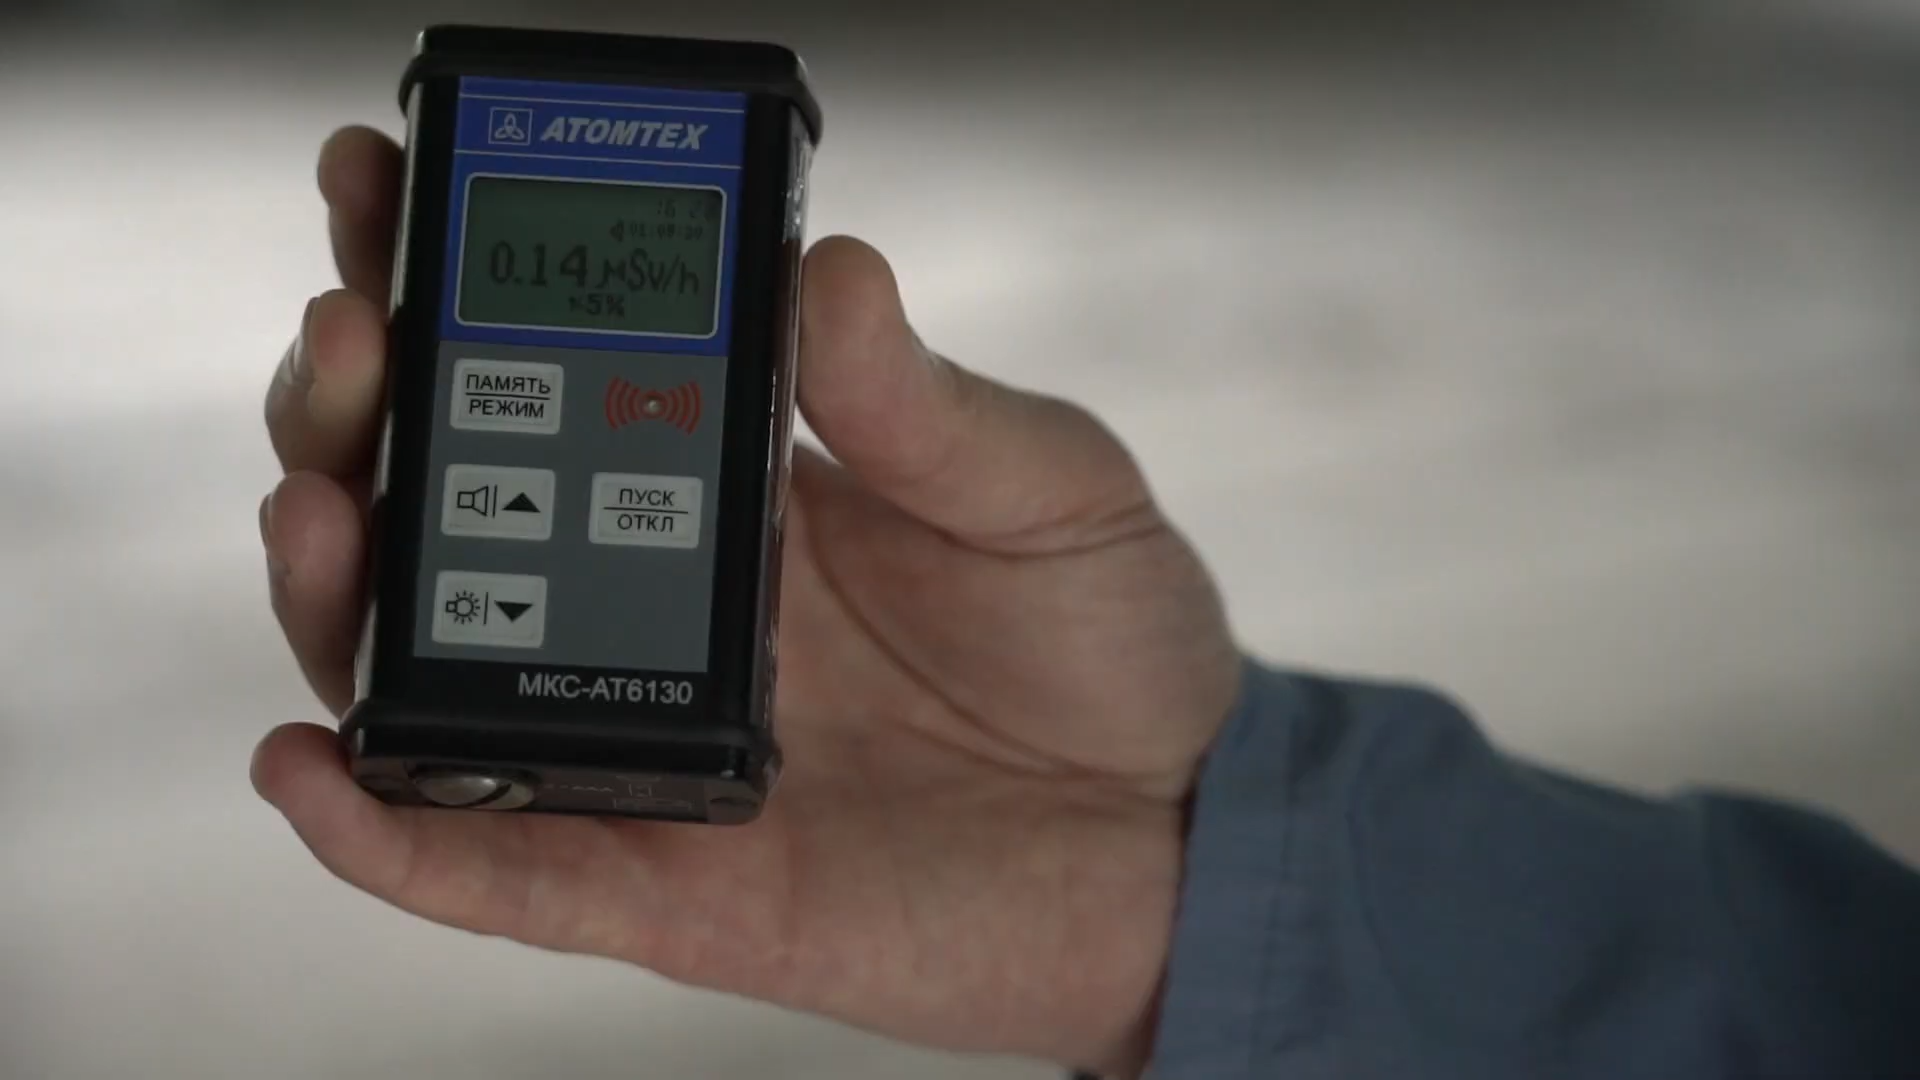 ATOMTEX
0.14 μSv/h
5%
ПАМЯТЬ
РЕЖИМ
ПУСК
ОТКЛ
МКС-АТ6130